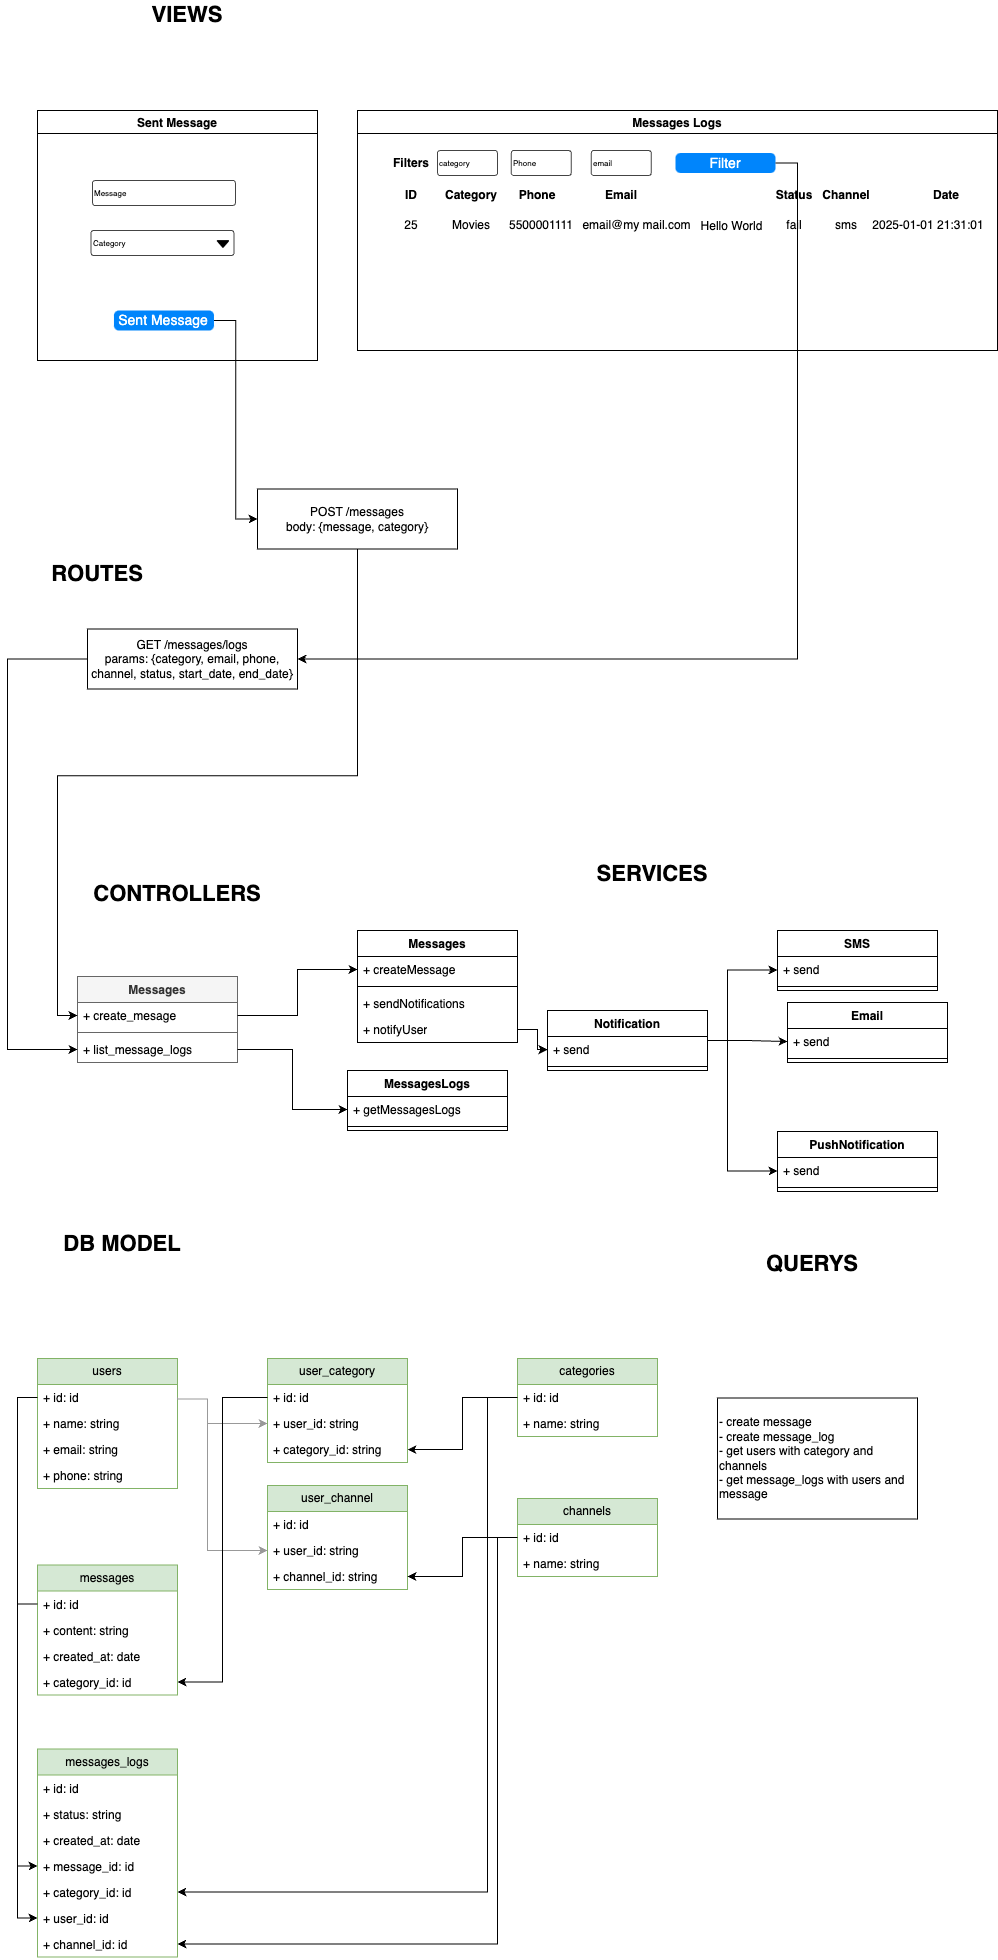 VIEWS
Sent Message
Message
Category
Sent Message
Messages Logs
Filters category Phone email Filter
ID Category Phone Email Status Channel Date
25 Movies 5500001111 email@my mail.com Hello World fail sms 2025-01-01 21:31:01
POST /messages
body: {message, category}
ROUTES
GET /messages/logs
params: {category, email, phone,
channel, status, start_date, end_date}
CONTROLLERS
Messages
+ create_mesage
+ list_message_logs
SERVICES
Messages
+ createMessage
+ sendNotifications
+ notifyUser
MessagesLogs
+ getMessagesLogs
Notification
+ send
SMS
+ send
Email
+ send
PushNotification
+ send
DB MODEL
users
+ id: id
+ name: string
+ email: string
+ phone: string
user_category
+ id: id
+ user_id: string
+ category_id: string
categories
+ id: id
+ name: string
user_channel
+ id: id
+ user_id: string
+ channel_id: string
channels
+ id: id
+ name: string
messages
+ id: id
+ content: string
+ created_at: date
+ category_id: id
messages_logs
+ id: id
+ status: string
+ created_at: date
+ message_id: id
+ category_id: id
+ user_id: id
+ channel_id: id
QUERYS
- create message
- create message_log
- get users with category and
channels
- get message_logs with users and
message